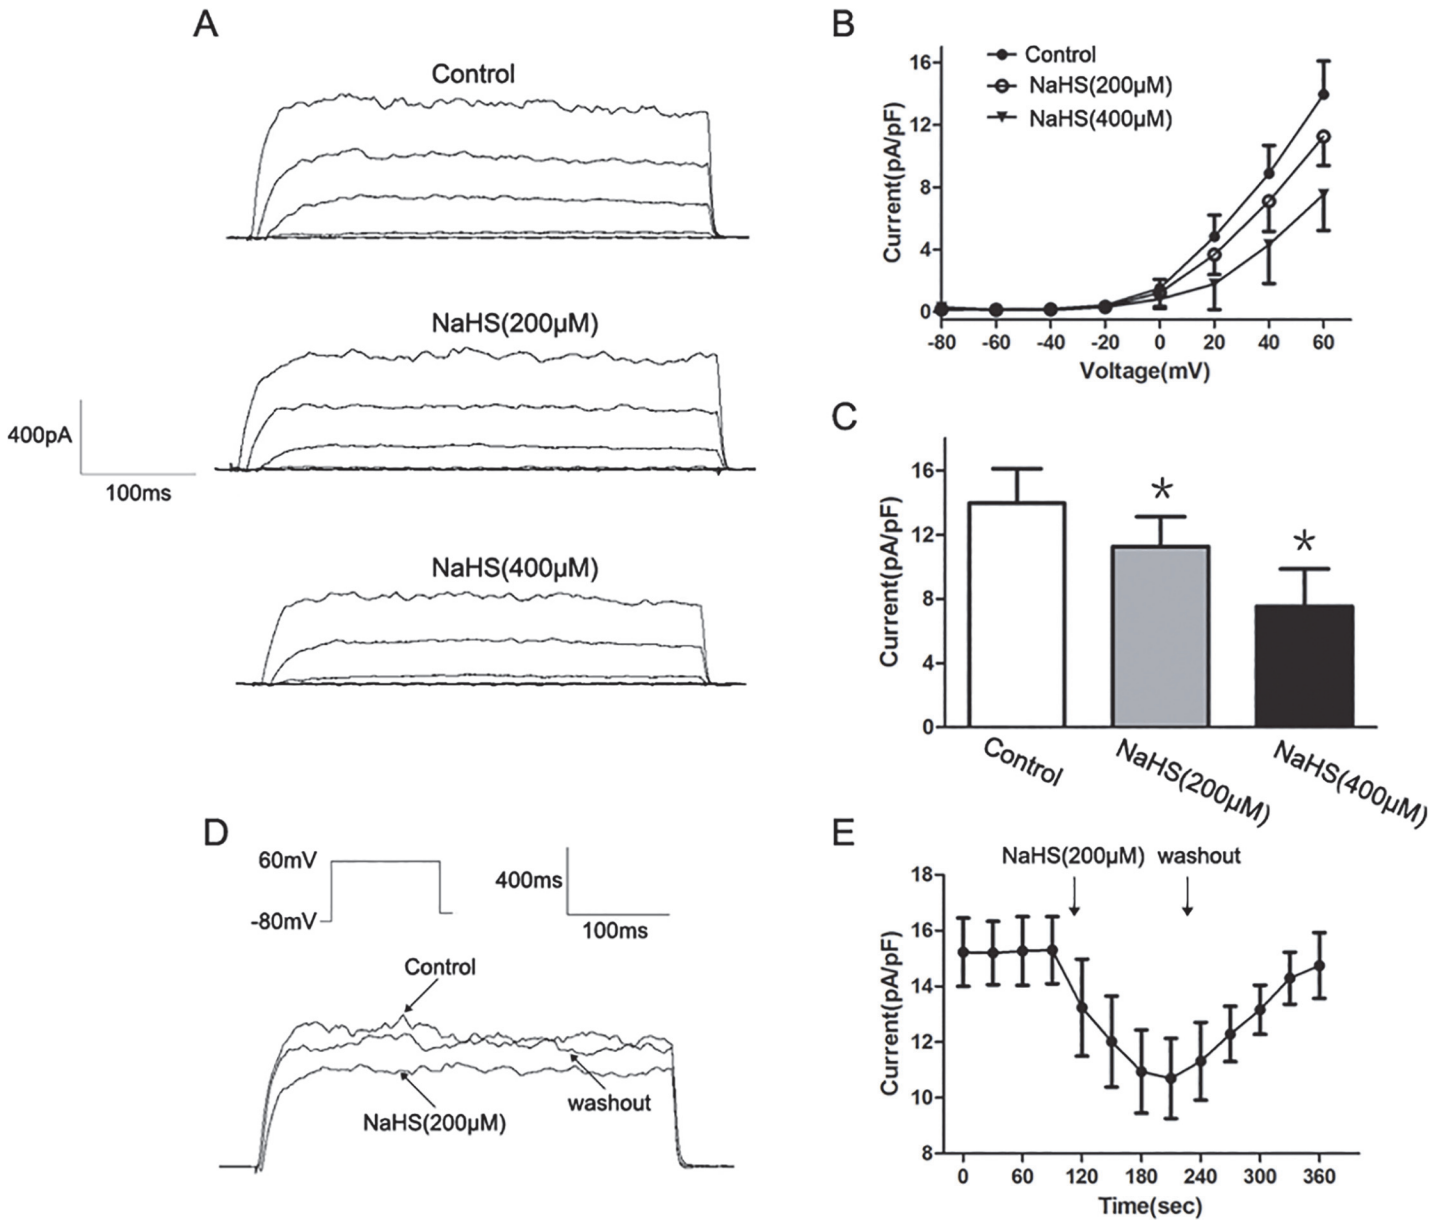 A
Control
NaHS(200µM)
400pA
100ms
NaHS(400µM)
B
Control
NaHS(200µM)
NaHS(400µM)
Current(pA/pF)
16
12
8
4
0
-80 -60 -40 -20 0 20 40 60
Voltage(mV)
C
Current(pA/pF)
16
12
8
4
0
* *
Control NaHS(200µM) NaHS(400µM)
D
60mV
-80mV
400ms
100ms
Control
washout
NaHS(200µM)
E
NaHS(200µM) washout
Current(pA/pF)
18
16
14
12
10
8
0 60 120 180 240 300 360
Time(sec)